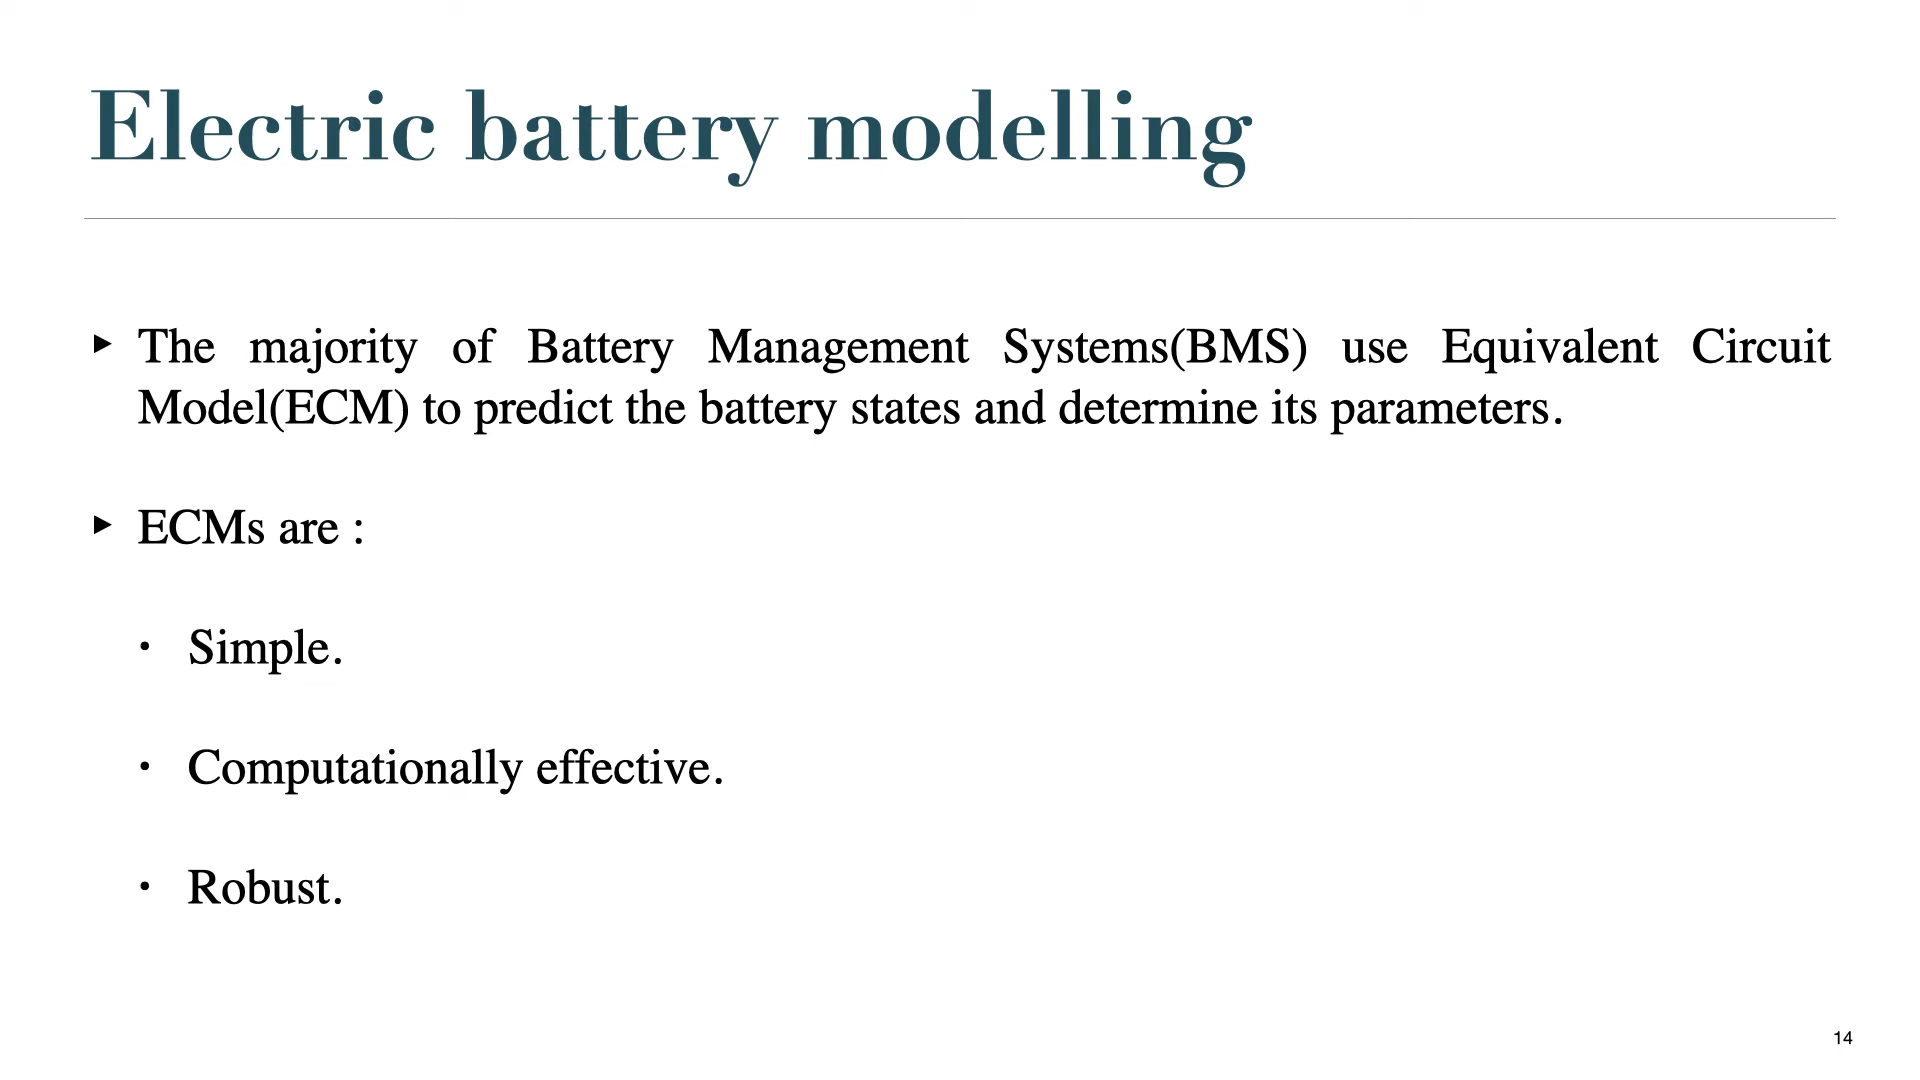 Electric battery modelling
‣ The majority of Battery Management Systems(BMS) use Equivalent Circuit
Model(ECM) to predict the battery states and determine its parameters.
‣ ECMs are :
• Simple.
• Computationally effective.
• Robust.
14